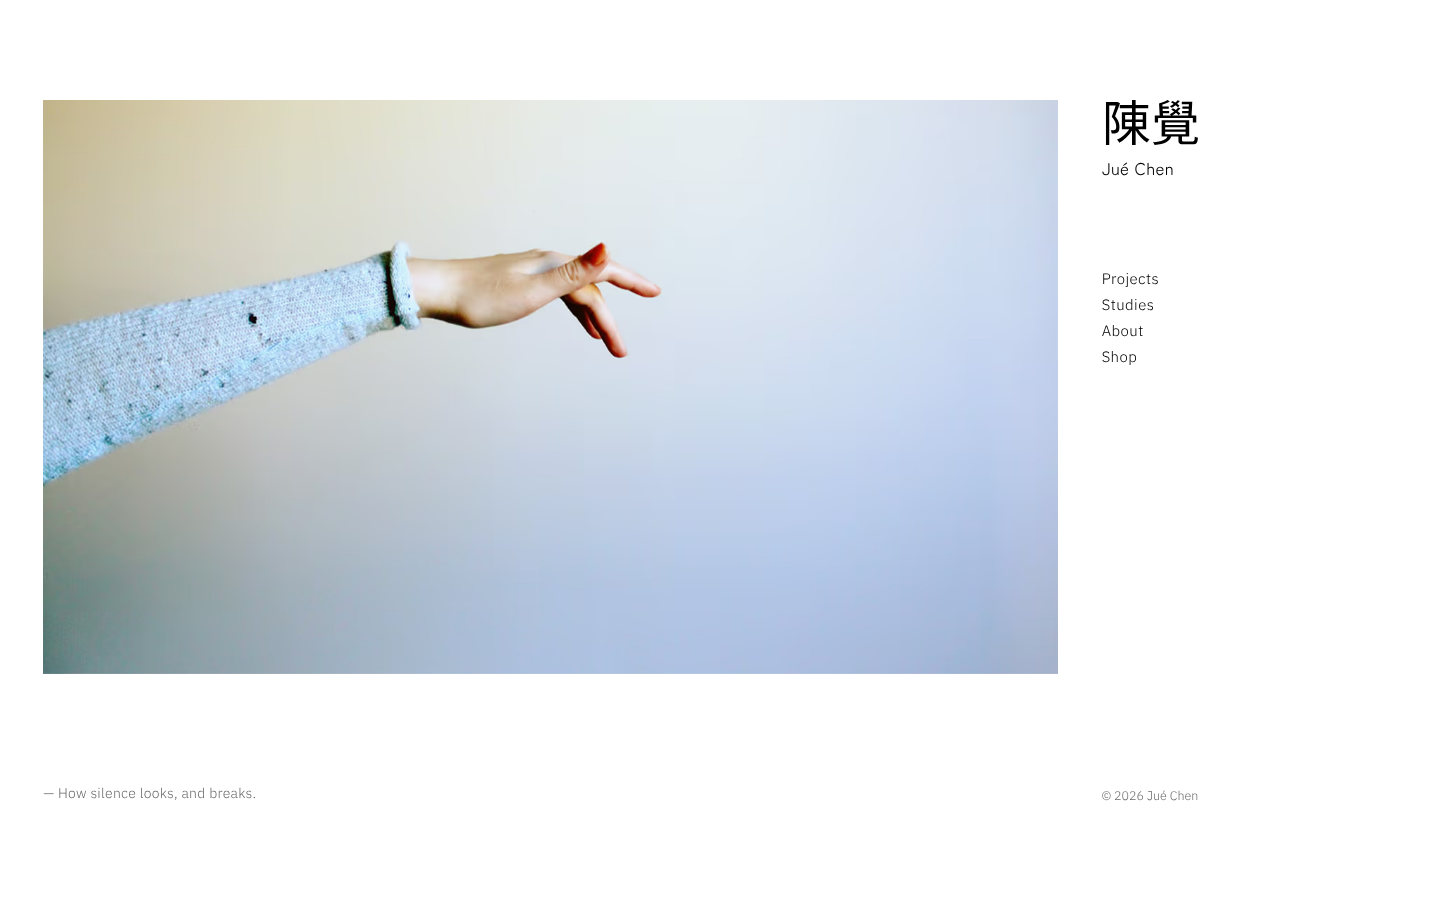 陳覺
Jué Chen
Projects
Studies
About
Shop
— How silence looks, and breaks.
© 2026 Jué Chen